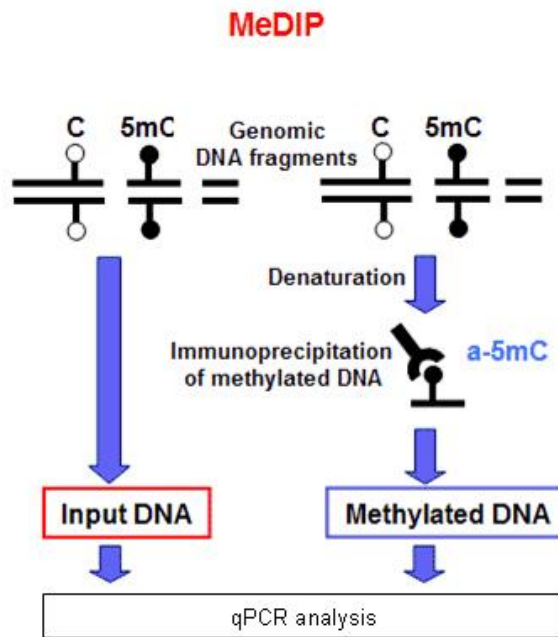 MeDIP
C 5mC
Genomic
DNA fragments
C 5mC
Denaturation
Immunoprecipitation
of methylated DNA
a-5mC
Input DNA
Methylated DNA
qPCR analysis